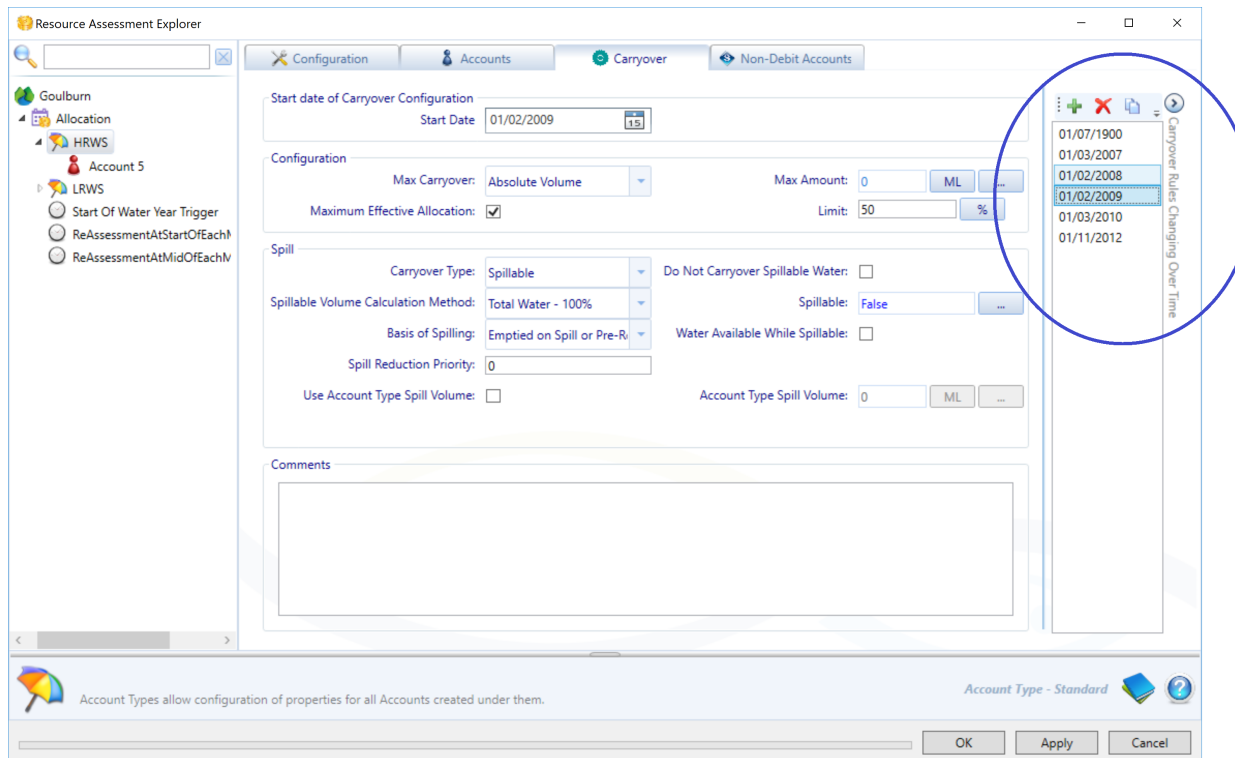 Resource Assessment Explorer
Configuration Accounts Carryover Non-Debit Accounts
Goulburn
Allocation
HRWS
Account 5
LRWS
Start Of Water Year Trigger
ReAssessmentAtStartOfEachM
ReAssessmentAtMidOfEachM
Start date of Carryover Configuration
Start Date 01/02/2009 15
Configuration
Max Carryover: Absolute Volume Max Amount: 0 ML ...
Maximum Effective Allocation: Limit: 50 %
Spill
Carryover Type: Spillable Do Not Carryover Spillable Water:
Spillable Volume Calculation Method: Total Water - 100% Spillable: False ...
Basis of Spilling: Emptied on Spill or Pre-Re Water Available While Spillable:
Spill Reduction Priority: 0
Use Account Type Spill Volume: Account Type Spill Volume: 0 ML ...
Comments
01/07/1900
01/03/2007
01/02/2008
01/02/2009
01/03/2010
01/11/2012
Carryover Rules Changing Over Time
Account Types allow configuration of properties for all Accounts created under them.
Account Type - Standard
OK Apply Cancel